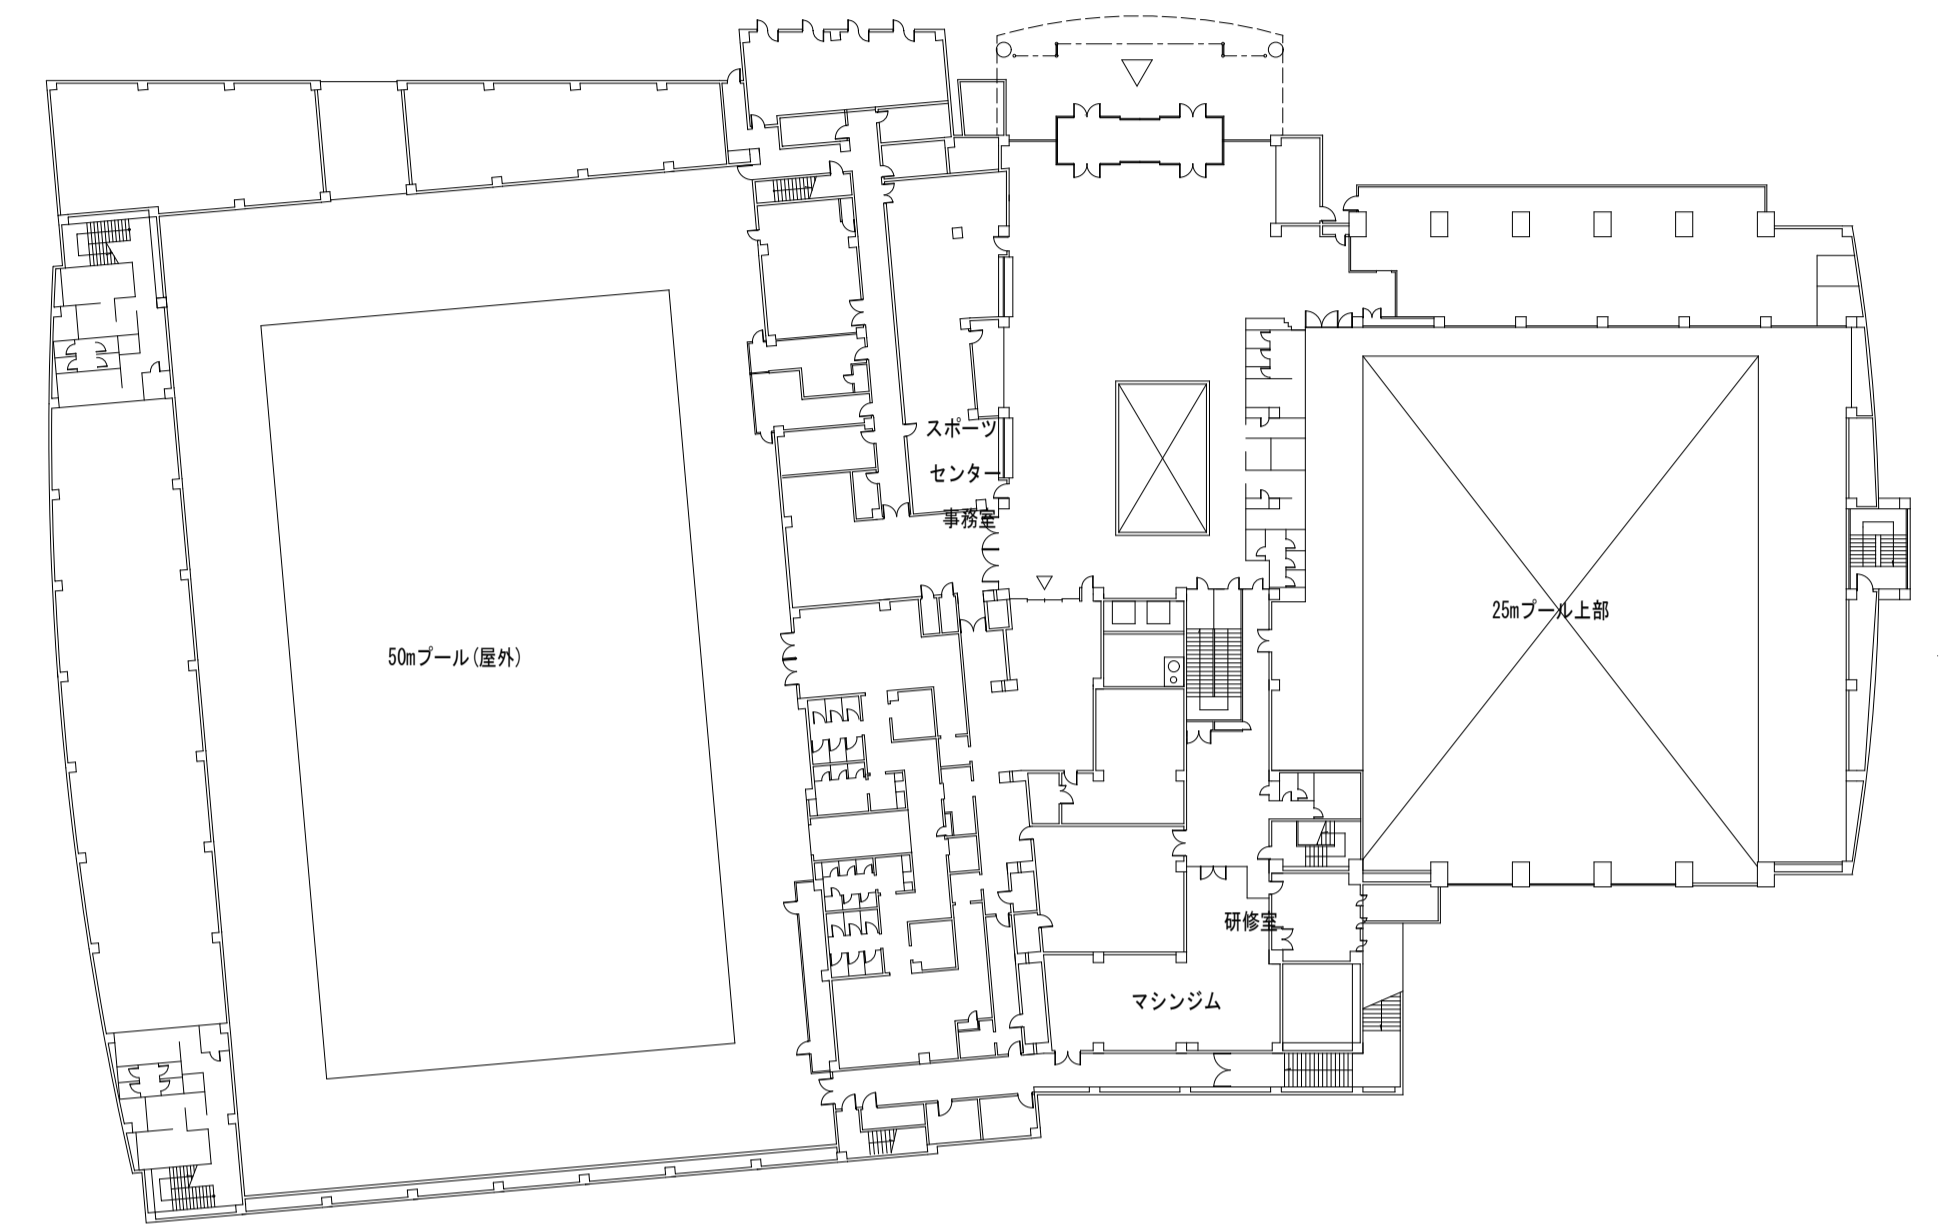 スポーツ
センター
事務室
25mプール上部
50mプール(屋外)
研修室
マシンジム